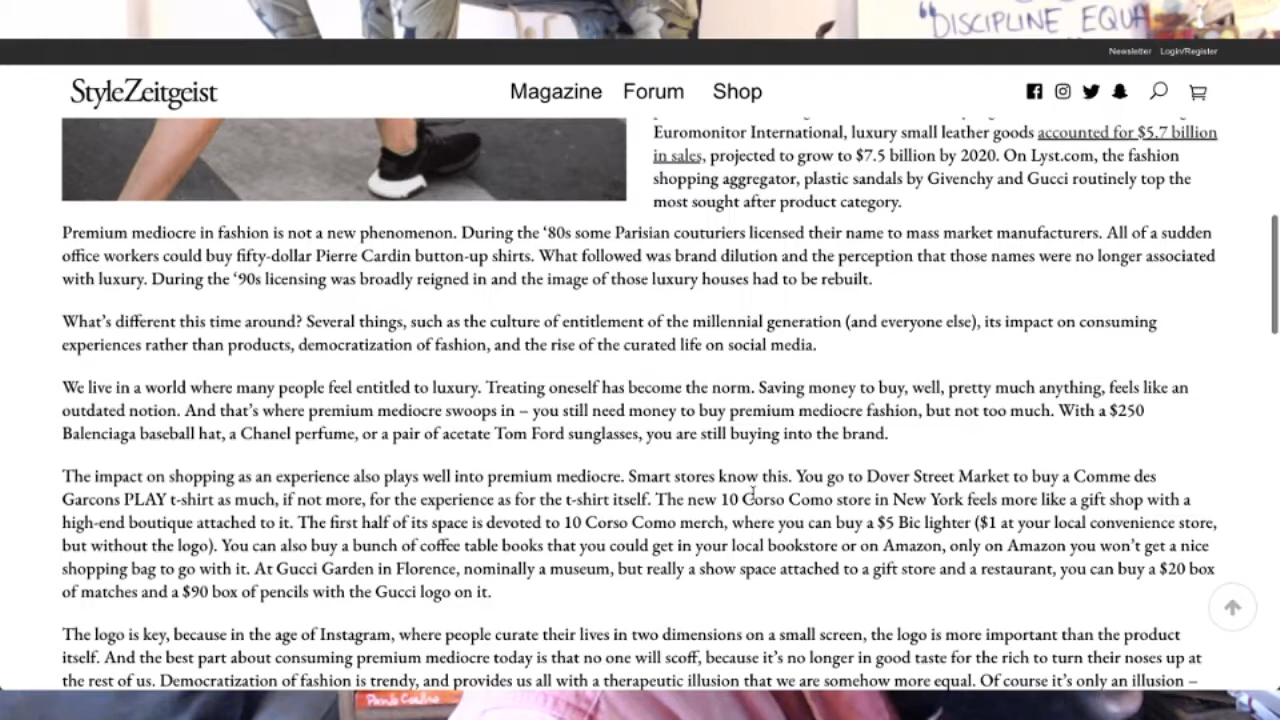 "DISCIPLINE EQUA
Newsletter Login/Register
StyleZeitgeist
Magazine Forum Shop
Euromonitor International, luxury small leather goods accounted for $5.7 billion
in sales, projected to grow to $7.5 billion by 2020. On Lyst.com, the fashion
shopping aggregator, plastic sandals by Givenchy and Gucci routinely top the
most sought after product category.
Premium mediocre in fashion is not a new phenomenon. During the ‘80s some Parisian couturiers licensed their name to mass market manufacturers. All of a sudden
office workers could buy fifty-dollar Pierre Cardin button-up shirts. What followed was brand dilution and the perception that those names were no longer associated
with luxury. During the ‘90s licensing was broadly reigned in and the image of those luxury houses had to be rebuilt.
What’s different this time around? Several things, such as the culture of entitlement of the millennial generation (and everyone else), its impact on consuming
experiences rather than products, democratization of fashion, and the rise of the curated life on social media.
We live in a world where many people feel entitled to luxury. Treating oneself has become the norm. Saving money to buy, well, pretty much anything, feels like an
outdated notion. And that’s where premium mediocre swoops in – you still need money to buy premium mediocre fashion, but not too much. With a $250
Balenciaga baseball hat, a Chanel perfume, or a pair of acetate Tom Ford sunglasses, you are still buying into the brand.
The impact on shopping as an experience also plays well into premium mediocre. Smart stores know this. You go to Dover Street Market to buy a Comme des
Garcons PLAY t-shirt as much, if not more, for the experience as for the t-shirt itself. The new 10 Corso Como store in New York feels more like a gift shop with a
high-end boutique attached to it. The first half of its space is devoted to 10 Corso Como merch, where you can buy a $5 Bic lighter ($1 at your local convenience store,
but without the logo). You can also buy a bunch of coffee table books that you could get in your local bookstore or on Amazon, only on Amazon you won’t get a nice
shopping bag to go with it. At Gucci Garden in Florence, nominally a museum, but really a show space attached to a gift store and a restaurant, you can buy a $20 box
of matches and a $90 box of pencils with the Gucci logo on it.
The logo is key, because in the age of Instagram, where people curate their lives in two dimensions on a small screen, the logo is more important than the product
itself. And the best part about consuming premium mediocre today is that no one will scoff, because it’s no longer in good taste for the rich to turn their noses up at
the rest of us. Democratization of fashion is trendy, and provides us all with a therapeutic illusion that we are somehow more equal. Of course it’s only an illusion –
Paulo Coelho